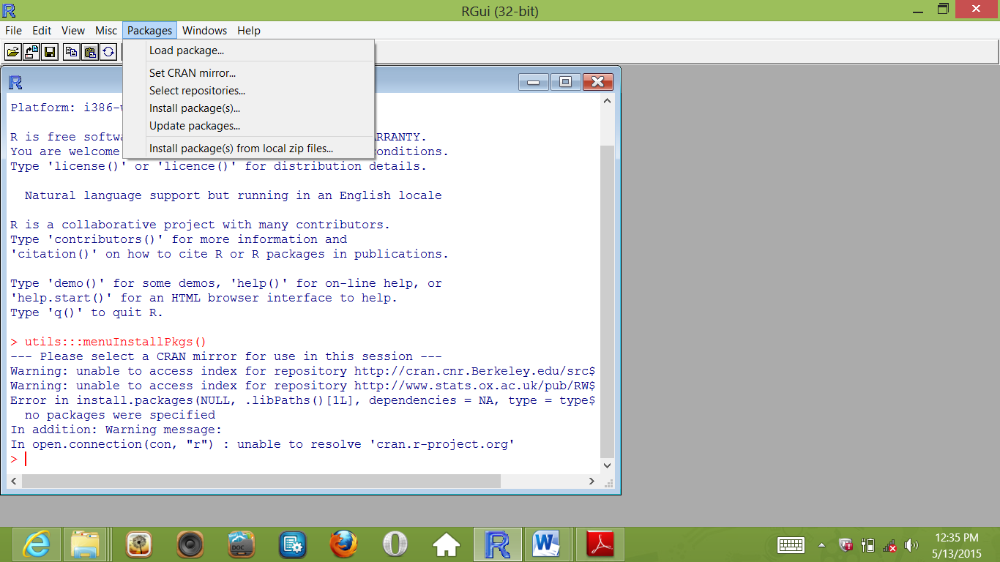 RGui (32-bit)
File Edit View Misc Packages Windows Help
Load package...
Set CRAN mirror...
Select repositories...
Install package(s)...
Update packages...
Install package(s) from local zip files...
Platform: i386-
R is free softwa RRANTY.
You are welcome onditions.
Type 'license()' or 'licence()' for distribution details.
Natural language support but running in an English locale
R is a collaborative project with many contributors.
Type 'contributors()' for more information and
'citation()' on how to cite R or R packages in publications.
Type 'demo()' for some demos, 'help()' for on-line help, or
'help.start()' for an HTML browser interface to help.
Type 'q()' to quit R.
> utils:::menuInstallPkgs()
--- Please select a CRAN mirror for use in this session ---
Warning: unable to access index for repository http://cran.cnr.Berkeley.edu/src$
Warning: unable to access index for repository http://www.stats.ox.ac.uk/pub/RW$
Error in install.packages(NULL, .libPaths()[1L], dependencies = NA, type = type$
no packages were specified
In addition: Warning message:
In open.connection(con, "r") : unable to resolve 'cran.r-project.org'
>
DOC
12:35 PM
5/13/2015